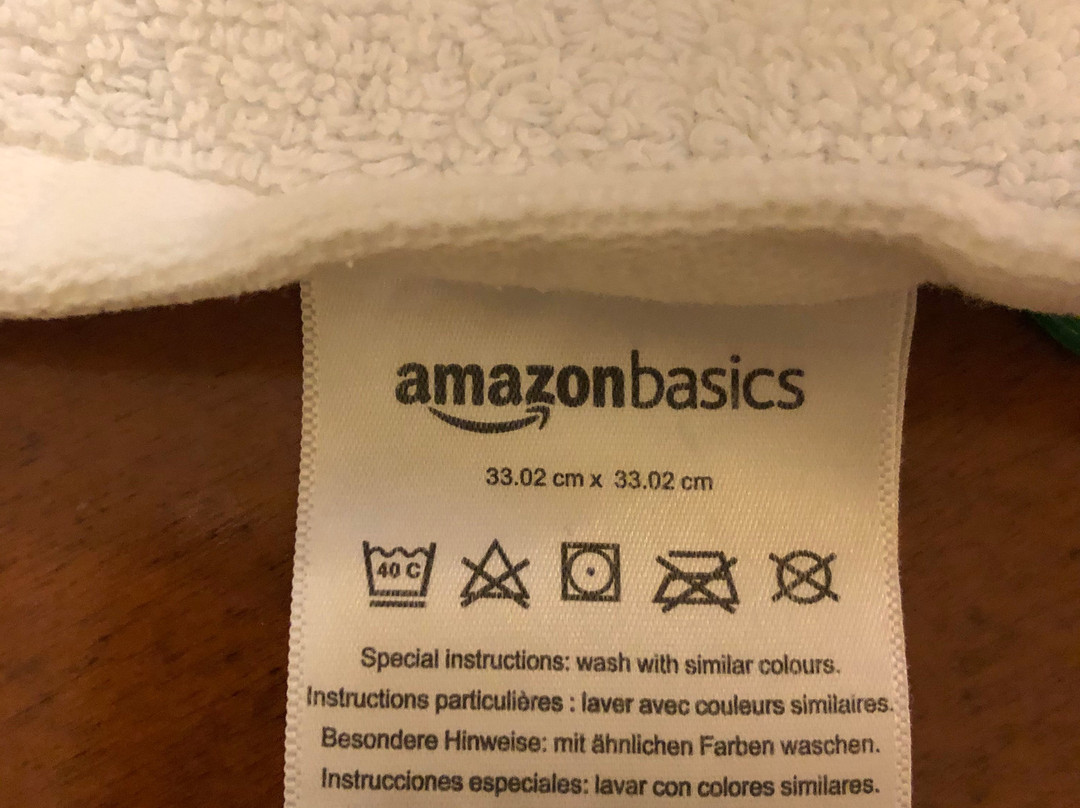 amazonbasics
33.02 cm x 33.02 cm
40 C
Special instructions: wash with similar colours.
Instructions particulières : laver avec couleurs similaires.
Besondere Hinweise: mit ähnlichen Farben waschen.
Instrucciones especiales: lavar con colores similares.